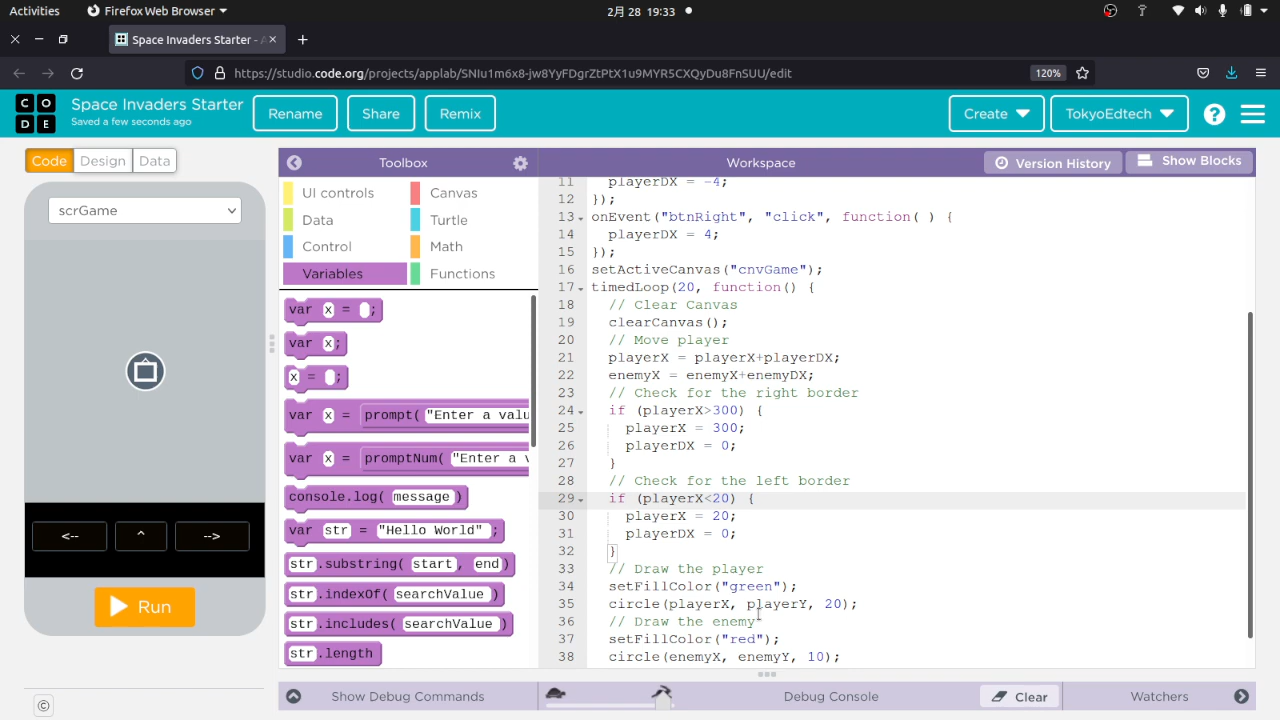 Activities
Firefox Web Browser
2月 28 19:33
Space Invaders Starter - A
https://studio.code.org/projects/applab/SNIu1m6x8-jw8YyFDgrZtPtX1u9MYR5CXQyDu8FnSUU/edit
120%
C O
D E
Space Invaders Starter
Saved a few seconds ago
Rename
Share
Remix
Create
TokyoEdtech
?
Code
Design
Data
Toolbox
Workspace
Version History
Show Blocks
scrGame
<--
^
-->
Run
©
UI controls
Canvas
Data
Turtle
Control
Math
Variables
Functions
var x = ;
var x;
x = ;
var x = prompt( "Enter a valu
var x = promptNum( "Enter a v
console.log( message )
var str = "Hello World" ;
str.substring( start, end )
str.indexOf( searchValue )
str.includes( searchValue )
str.length
11 playerDX = -4;
12 });
13 onEvent("btnRight", "click", function( ) {
14 playerDX = 4;
15 });
16 setActiveCanvas("cnvGame");
17 timedLoop(20, function() {
18 // Clear Canvas
19 clearCanvas();
20 // Move player
21 playerX = playerX+playerDX;
22 enemyX = enemyX+enemyDX;
23 // Check for the right border
24 if (playerX>300) {
25 playerX = 300;
26 playerDX = 0;
27 }
28 // Check for the left border
29 if (playerX<20) {
30 playerX = 20;
31 playerDX = 0;
32 }
33 // Draw the player
34 setFillColor("green");
35 circle(playerX, playerY, 20);
36 // Draw the enemy
37 setFillColor("red");
38 circle(enemyX, enemyY, 10);
Show Debug Commands
Debug Console
Clear
Watchers